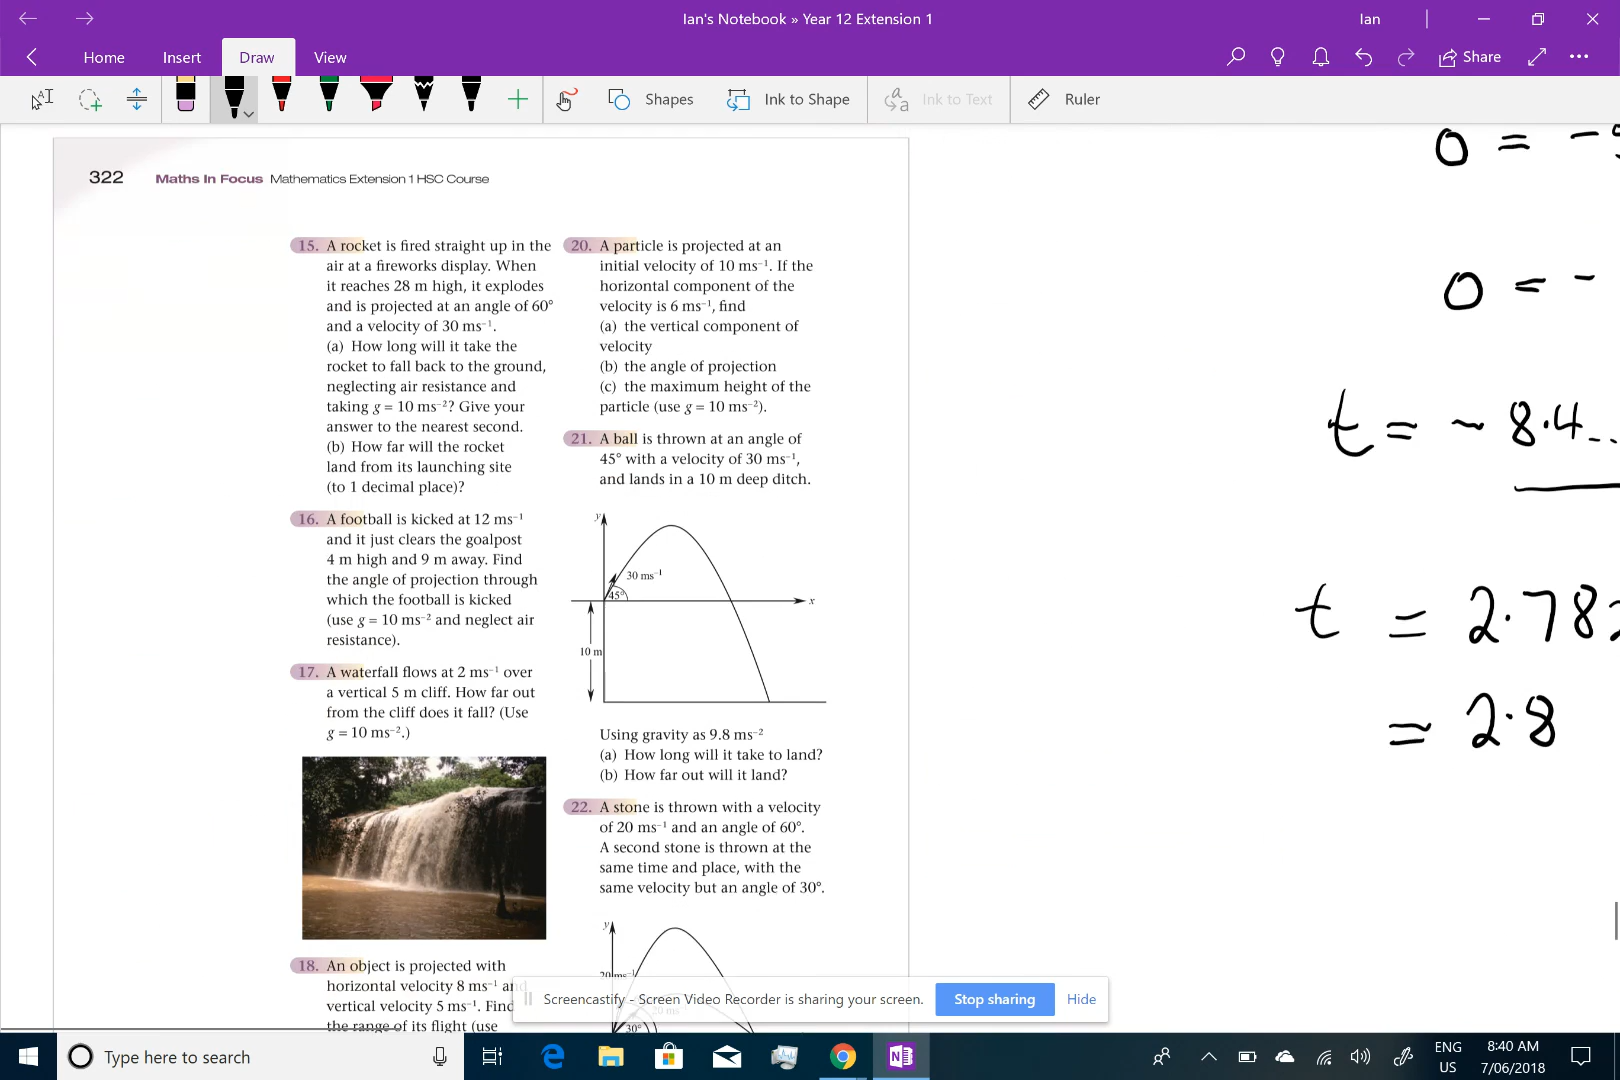 Ian's Notebook » Year 12 Extension 1
Ian
Home Insert Draw View
Share
Shapes
Ink to Shape
Ink to Text
Ruler
322 Maths In Focus Mathematics Extension 1 HSC Course
15. A rocket is fired straight up in the
air at a fireworks display. When
it reaches 28 m high, it explodes
and is projected at an angle of 60°
and a velocity of 30 ms⁻¹.
(a) How long will it take the
rocket to fall back to the ground,
neglecting air resistance and
taking g = 10 ms⁻²? Give your
answer to the nearest second.
(b) How far will the rocket
land from its launching site
(to 1 decimal place)?
16. A football is kicked at 12 ms⁻¹
and it just clears the goalpost
4 m high and 9 m away. Find
the angle of projection through
which the football is kicked
(use g = 10 ms⁻² and neglect air
resistance).
17. A waterfall flows at 2 ms⁻¹ over
a vertical 5 m cliff. How far out
from the cliff does it fall? (Use
g = 10 ms⁻².)
18. An object is projected with
horizontal velocity 8 ms⁻¹ and
vertical velocity 5 ms⁻¹. Find
the range of its flight (use
20. A particle is projected at an
initial velocity of 10 ms⁻¹. If the
horizontal component of the
velocity is 6 ms⁻¹, find
(a) the vertical component of
velocity
(b) the angle of projection
(c) the maximum height of the
particle (use g = 10 ms⁻²).
21. A ball is thrown at an angle of
45° with a velocity of 30 ms⁻¹,
and lands in a 10 m deep ditch.
y
30 ms⁻¹
45°
x
10 m
Using gravity as 9.8 ms⁻²
(a) How long will it take to land?
(b) How far out will it land?
22. A stone is thrown with a velocity
of 20 ms⁻¹ and an angle of 60°.
A second stone is thrown at the
same time and place, with the
same velocity but an angle of 30°.
y
20 ms⁻¹
20 ms⁻¹
30°
0 = -
0 = -
t = - 8.4...
t = 2.78
= 2.8
Screencastify - Screen Video Recorder is sharing your screen.
Stop sharing
Hide
Type here to search
ENG
US
8:40 AM
7/06/2018